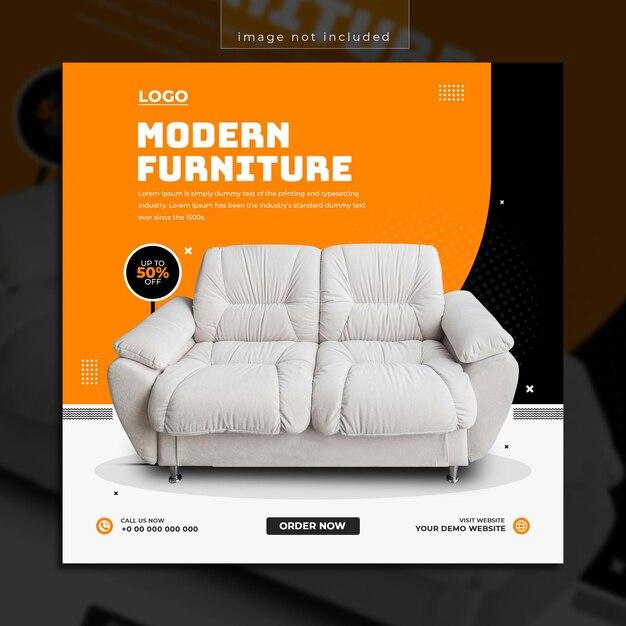 image not included
LOGO
MODERN
FURNITURE
Lorem Ipsum is simply dummy text of the printing and typesetting
industry. Lorem Ipsum has been the industry's standard dummy
text ever since the 1500s.
UP TO
50%
OFF
CALL US NOW
+0 00 000 000 000
ORDER NOW
VISIT WEBSITE
YOUR DEMO WEBSITE